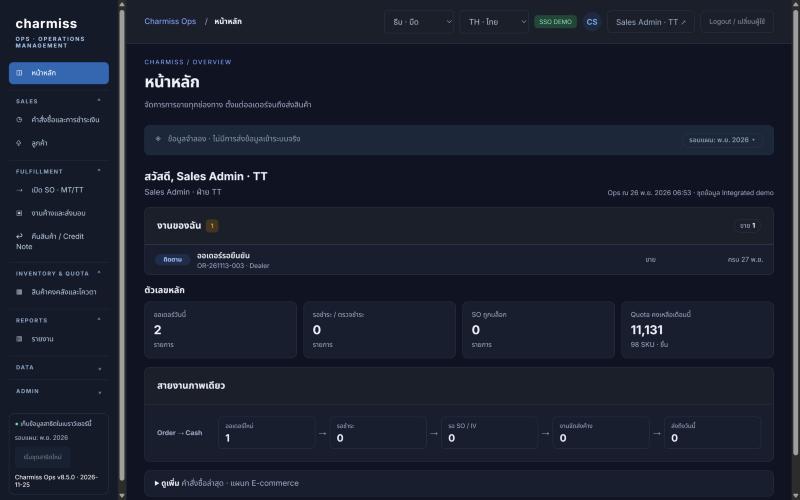 charmiss
OPS · OPERATIONS
MANAGEMENT
หน้าหลัก
SALES
คำสั่งซื้อและการชำระเงิน
ลูกค้า
FULFILLMENT
เปิด SO · MT/TT
งานค้างและส่งมอบ
คืนสินค้า / Credit
Note
INVENTORY & QUOTA
สินค้าคงคลังและโควตา
REPORTS
รายงาน
DATA
ADMIN
เก็บข้อมูลสาธิตในเบราว์เซอร์นี้
รอบแผน: พ.ย. 2026
เริ่มชุดสาธิตใหม่
Charmiss Ops v8.5.0 · 2026-
11-25
Charmiss Ops / หน้าหลัก
ธีม · มืด
TH · ไทย
SSO DEMO
CS
Sales Admin · TT ↗
Logout / เปลี่ยนผู้ใช้
CHARMISS / OVERVIEW
หน้าหลัก
จัดการการขายทุกช่องทาง ตั้งแต่ออเดอร์จนถึงส่งสินค้า
ข้อมูลจำลอง · ไม่มีการส่งข้อมูลเข้าระบบจริง
รอบแผน: พ.ย. 2026
สวัสดี, Sales Admin · TT
Sales Admin · ฝ่าย TT
Ops ณ 26 พ.ย. 2026 06:53 · ชุดข้อมูล Integrated demo
งานของฉัน 1
ขาย 1
ติดตาม
ออเดอร์รอยืนยัน
OR-261113-003 · Dealer
ขาย
ครบ 27 พ.ย.
ตัวเลขหลัก
ออเดอร์วันนี้
2
รายการ
รอชำระ / ตรวจชำระ
0
รายการ
SO ถูกบล็อก
0
รายการ
Quota คงเหลือเดือนนี้
11,131
98 SKU · ชิ้น
สายงานภาพเดียว
Order → Cash
ออเดอร์ใหม่
1
→
รอชำระ
0
→
รอ SO / IV
0
→
งานจัดส่งค้าง
0
→
ส่งถึงวันนี้
0
ดูเพิ่ม คำสั่งซื้อล่าสุด · แผนก E-commerce